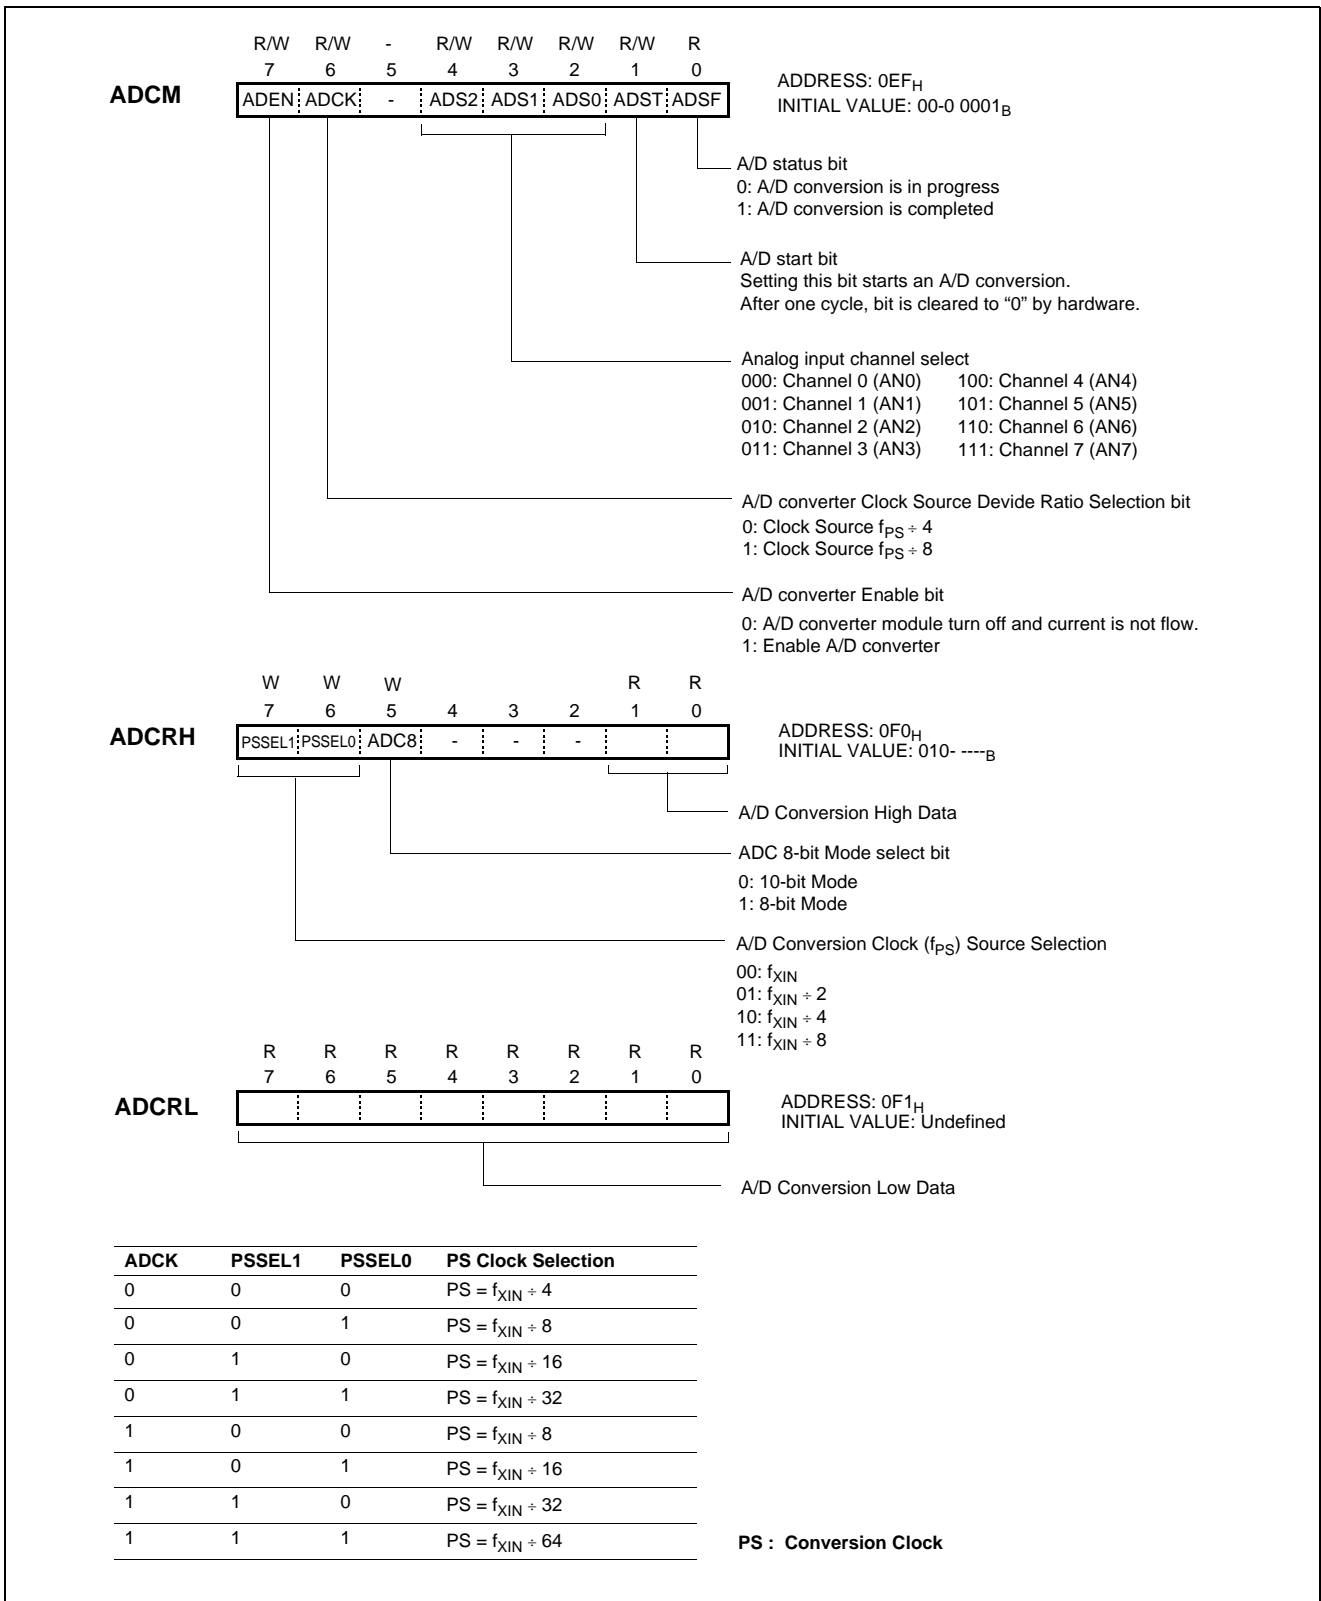 R/W R/W - R/W R/W R/W R/W R
7 6 5 4 3 2 1 0
ADCM ADEN ADCK - ADS2 ADS1 ADS0 ADST ADSF
ADDRESS: 0EFH
INITIAL VALUE: 00-0 0001B
A/D status bit
0: A/D conversion is in progress
1: A/D conversion is completed
A/D start bit
Setting this bit starts an A/D conversion.
After one cycle, bit is cleared to “0” by hardware.
Analog input channel select
000: Channel 0 (AN0) 100: Channel 4 (AN4)
001: Channel 1 (AN1) 101: Channel 5 (AN5)
010: Channel 2 (AN2) 110: Channel 6 (AN6)
011: Channel 3 (AN3) 111: Channel 7 (AN7)
A/D converter Clock Source Devide Ratio Selection bit
0: Clock Source fPS ÷ 4
1: Clock Source fPS ÷ 8
A/D converter Enable bit
0: A/D converter module turn off and current is not flow.
1: Enable A/D converter
W W W R R
7 6 5 4 3 2 1 0
ADCRH PSSEL1 PSSEL0 ADC8 - - -
ADDRESS: 0F0H
INITIAL VALUE: 010- ----B
A/D Conversion High Data
ADC 8-bit Mode select bit
0: 10-bit Mode
1: 8-bit Mode
A/D Conversion Clock (fPS) Source Selection
00: fXIN
01: fXIN ÷ 2
10: fXIN ÷ 4
11: fXIN ÷ 8
R R R R R R R R
7 6 5 4 3 2 1 0
ADCRL
ADDRESS: 0F1H
INITIAL VALUE: Undefined
A/D Conversion Low Data
ADCK PSSEL1 PSSEL0 PS Clock Selection
0 0 0 PS = fXIN ÷ 4
0 0 1 PS = fXIN ÷ 8
0 1 0 PS = fXIN ÷ 16
0 1 1 PS = fXIN ÷ 32
1 0 0 PS = fXIN ÷ 8
1 0 1 PS = fXIN ÷ 16
1 1 0 PS = fXIN ÷ 32
1 1 1 PS = fXIN ÷ 64
PS : Conversion Clock